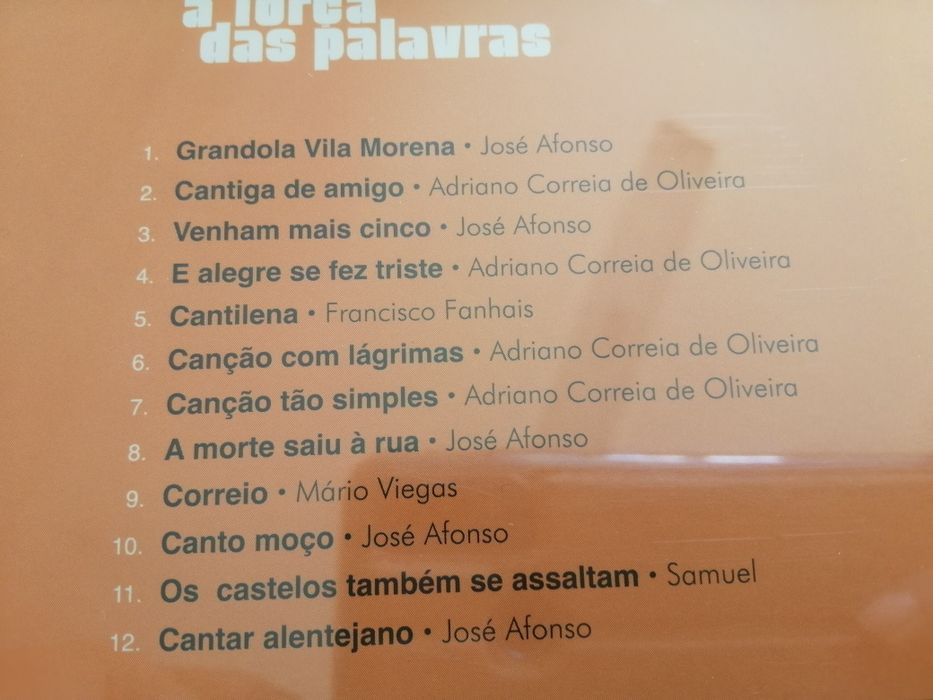 a força
das palavras
1. Grandola Vila Morena • José Afonso
2. Cantiga de amigo • Adriano Correia de Oliveira
3. Venham mais cinco • José Afonso
4. E alegre se fez triste • Adriano Correia de Oliveira
5. Cantilena • Francisco Fanhais
6. Canção com lágrimas • Adriano Correia de Oliveira
7. Canção tão simples • Adriano Correia de Oliveira
8. A morte saiu à rua • José Afonso
9. Correio • Mário Viegas
10. Canto moço • José Afonso
11. Os castelos também se assaltam • Samuel
12. Cantar alentejano • José Afonso